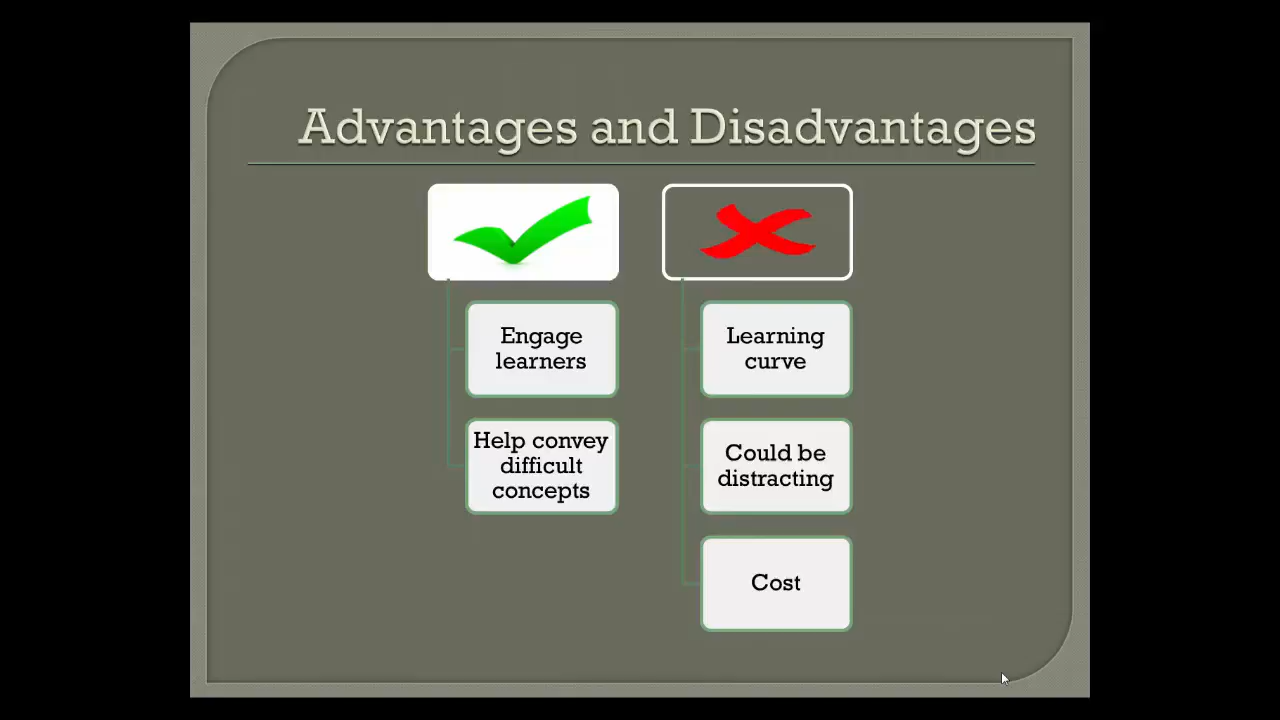 Advantages and Disadvantages
Engage
learners
Help convey
difficult
concepts
Learning
curve
Could be
distracting
Cost